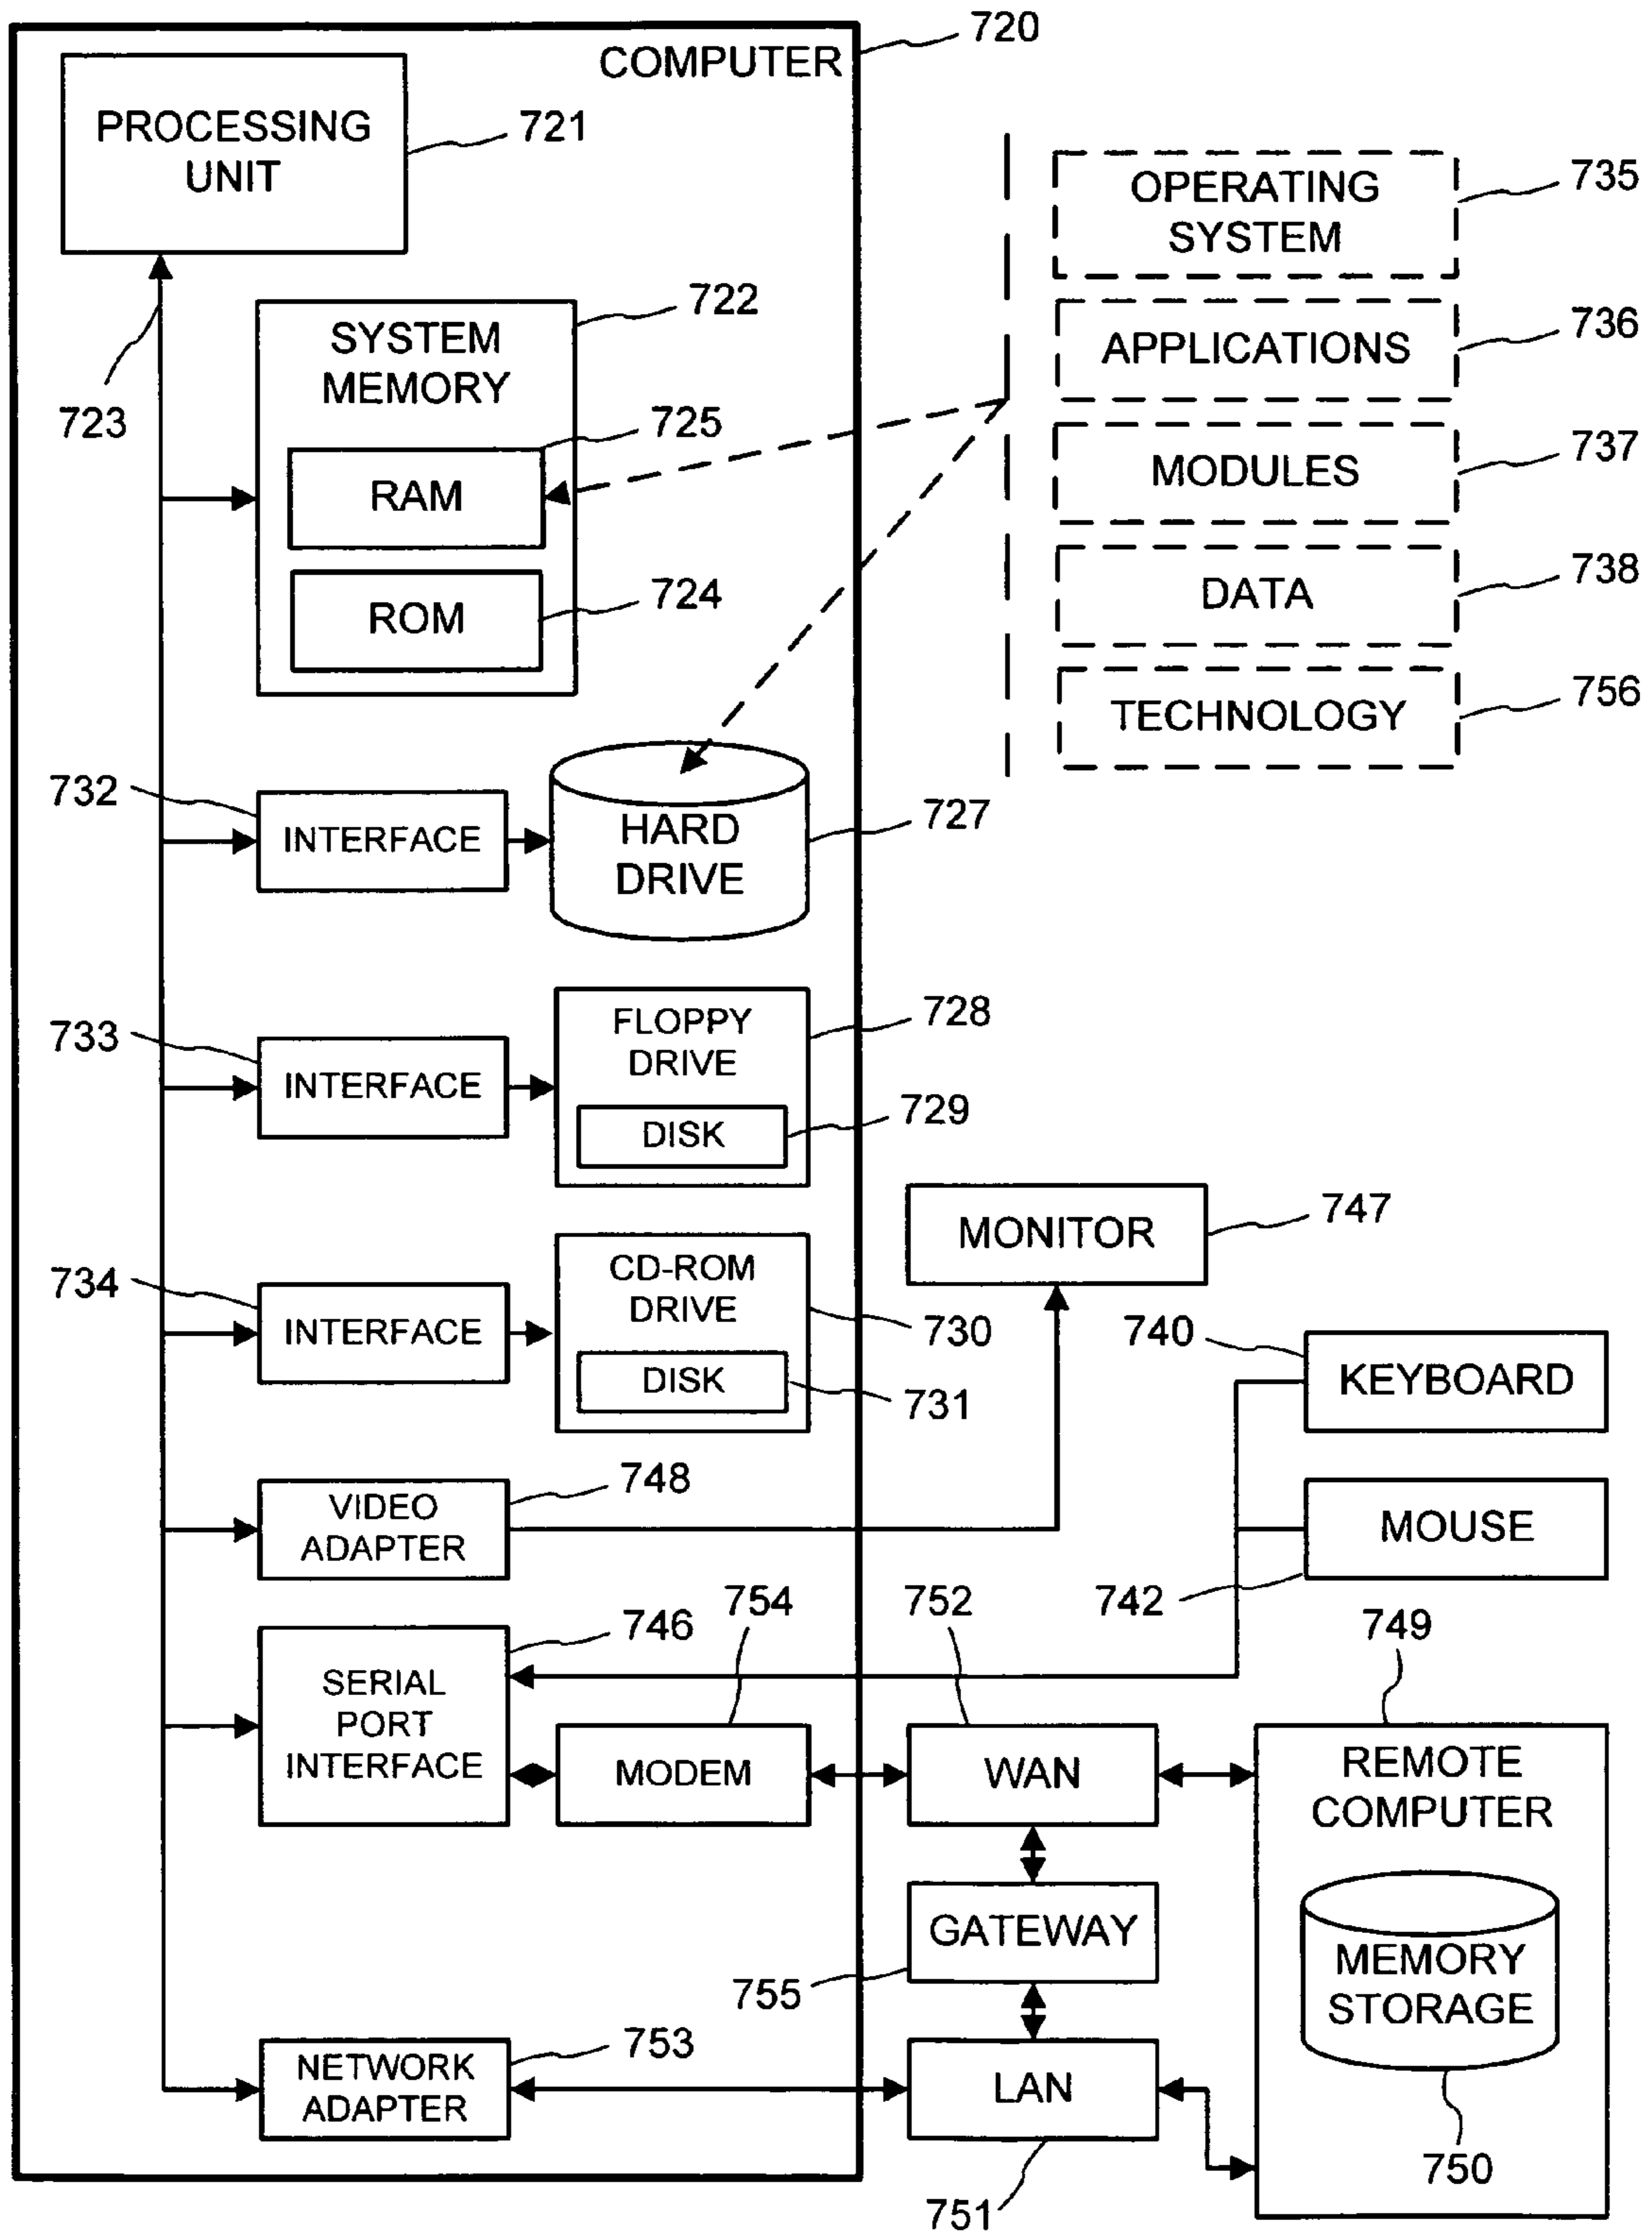 720
COMPUTER
PROCESSING
UNIT
721
723
722
SYSTEM
MEMORY
725
RAM
724
ROM
OPERATING
SYSTEM
735
APPLICATIONS
736
MODULES
737
DATA
738
TECHNOLOGY
756
732
INTERFACE
HARD
DRIVE
727
733
INTERFACE
FLOPPY
DRIVE
728
DISK
729
734
INTERFACE
CD-ROM
DRIVE
730
DISK
731
MONITOR
747
740
KEYBOARD
MOUSE
742
VIDEO
ADAPTER
748
746
SERIAL
PORT
INTERFACE
754
MODEM
752
WAN
749
REMOTE
COMPUTER
GATEWAY
755
MEMORY
STORAGE
750
753
NETWORK
ADAPTER
LAN
751